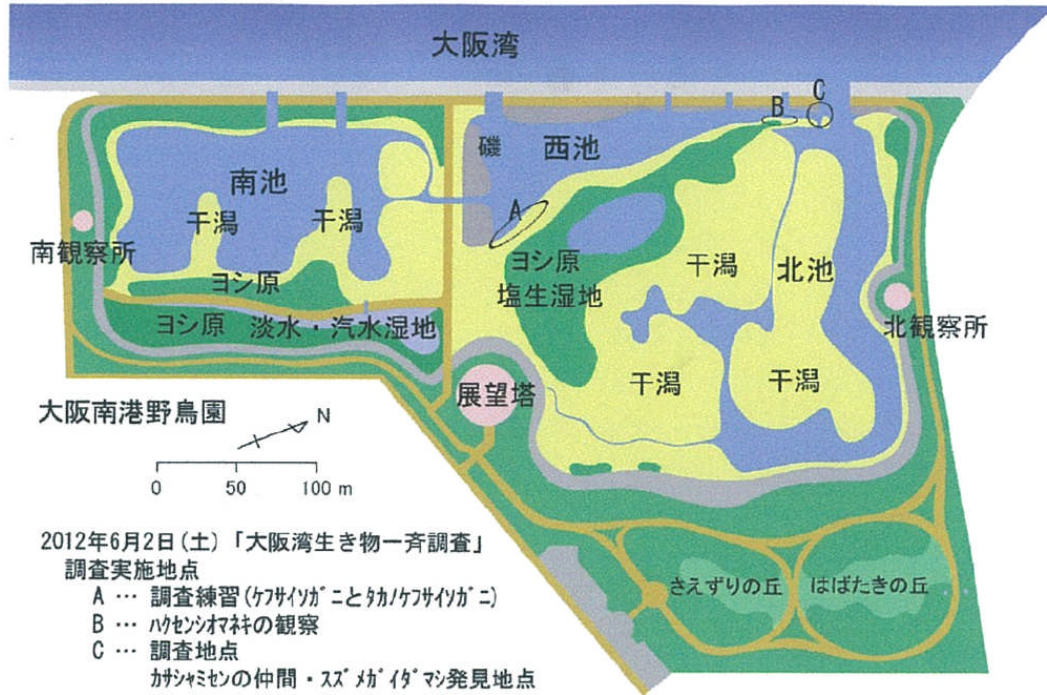 大阪湾
C
B
磯
西池
南池
A
干潟
干潟
南観察所
ヨシ原
ヨシ原
塩生湿地
干潟
北池
ヨシ原
淡水・汽水湿地
北観察所
展望塔
干潟
干潟
大阪南港野鳥園
N
0 50 100 m
2012年6月2日(土)「大阪湾生き物一斉調査」
調査実施地点
A … 調査練習(ケフサイソガニとタカノケフサイソガニ)
B … ハクセンシオマネキの観察
C … 調査地点
カサシャミセンの仲間・スズメガイダマシ発見地点
さえずりの丘
はばたきの丘